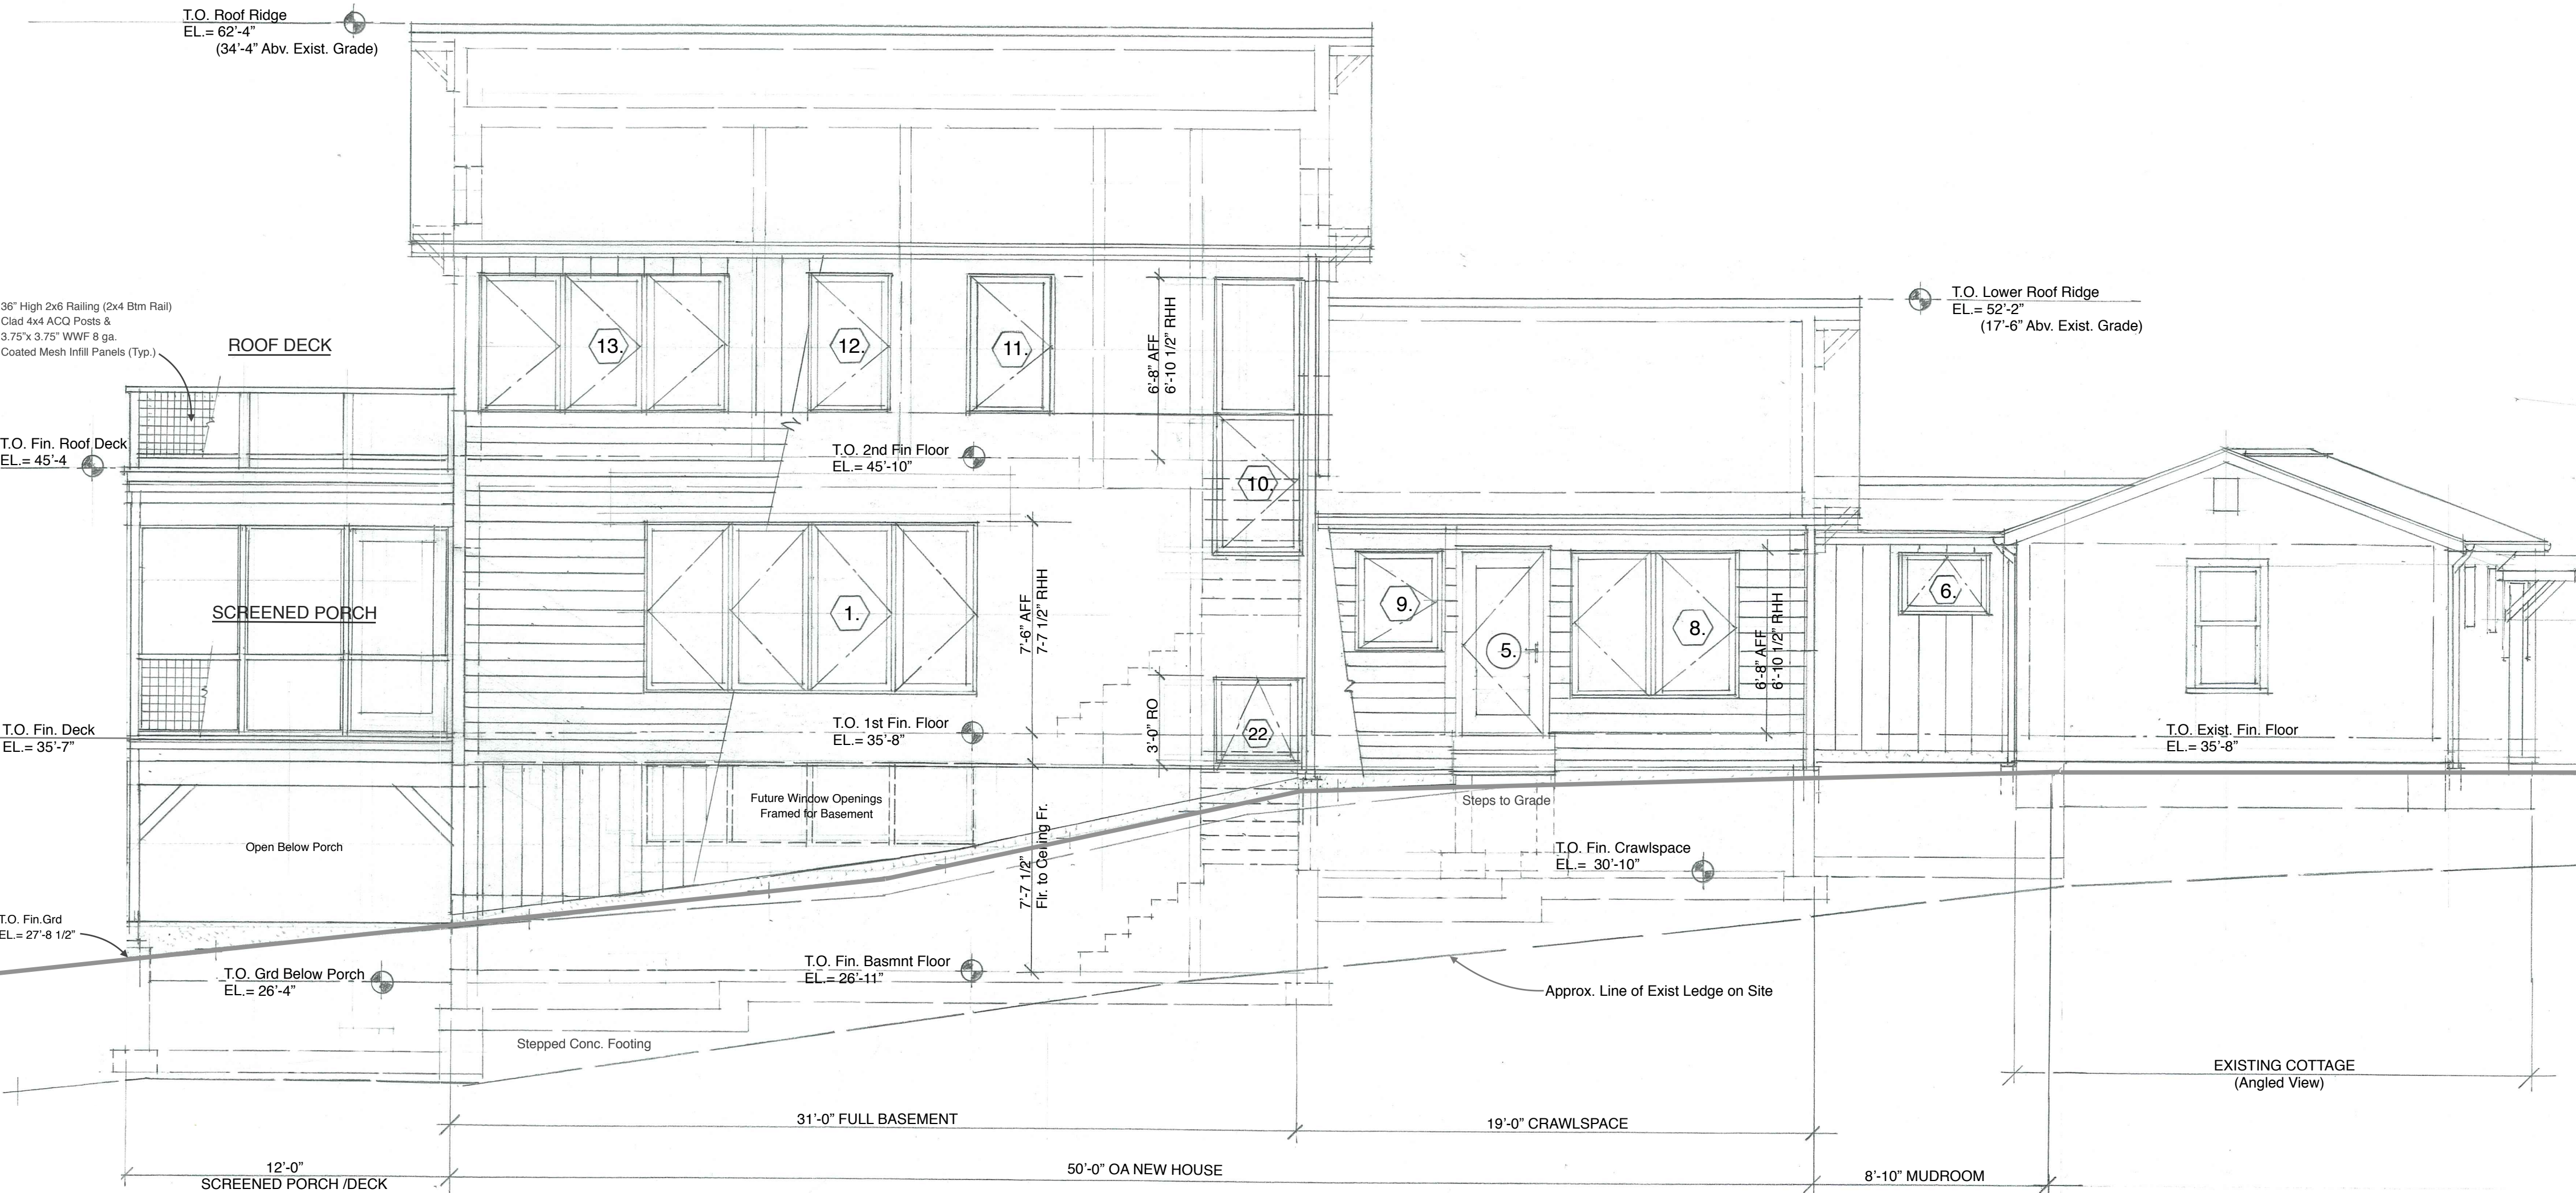 T.O. Roof Ridge
EL.= 62'-4"
(34'-4" Abv. Exist. Grade)
T.O. Lower Roof Ridge
EL.= 52'-2"
(17'-6" Abv. Exist. Grade)
36" High 2x6 Railing (2x4 Btm Rail)
Clad 4x4 ACQ Posts &
3.75"x 3.75" WWF 8 ga.
Coated Mesh Infill Panels (Typ.)
ROOF DECK
13.
12.
11.
6'-8" AFF
6'-10 1/2" RHH
T.O. Fin. Roof Deck
EL.= 45'-4
T.O. 2nd Fin Floor
EL.= 45'-10"
10.
SCREENED PORCH
1.
7'-6" AFF
7'-7 1/2" RHH
9.
5.
8.
6'-8" AFF
6'-10 1/2" RHH
6.
T.O. Fin. Deck
EL.= 35'-7"
T.O. 1st Fin. Floor
EL.= 35'-8"
3'-0" RO
22.
T.O. Exist. Fin. Floor
EL.= 35'-8"
Future Window Openings
Framed for Basement
Steps to Grade
Open Below Porch
7'-7 1/2"
Flr. to Ceiling Fr.
T.O. Fin. Crawlspace
EL.= 30'-10"
T.O. Fin.Grd
EL.= 27'-8 1/2"
T.O. Grd Below Porch
EL.= 26'-4"
T.O. Fin. Basmnt Floor
EL.= 26'-11"
Approx. Line of Exist Ledge on Site
Stepped Conc. Footing
EXISTING COTTAGE
(Angled View)
31'-0" FULL BASEMENT
19'-0" CRAWLSPACE
12'-0"
SCREENED PORCH /DECK
50'-0" OA NEW HOUSE
8'-10" MUDROOM